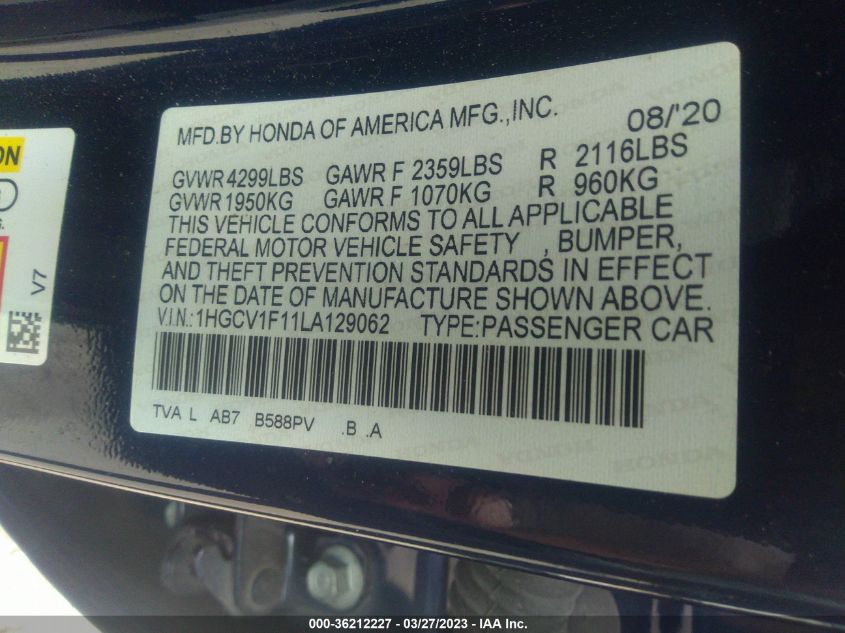 MFD.BY HONDA OF AMERICA MFG.,INC. 08/'20
GVWR 4299LBS GAWR F 2359LBS R 2116LBS
GVWR 1950KG GAWR F 1070KG R 960KG
THIS VEHICLE CONFORMS TO ALL APPLICABLE
FEDERAL MOTOR VEHICLE SAFETY , BUMPER,
AND THEFT PREVENTION STANDARDS IN EFFECT
ON THE DATE OF MANUFACTURE SHOWN ABOVE.
V.I.N.:1HGCV1F11LA129062 TYPE:PASSENGER CAR
TVA L AB7 B588PV .B .A
HONDA
V7
000-36212227 - 03/27/2023 - IAA Inc.